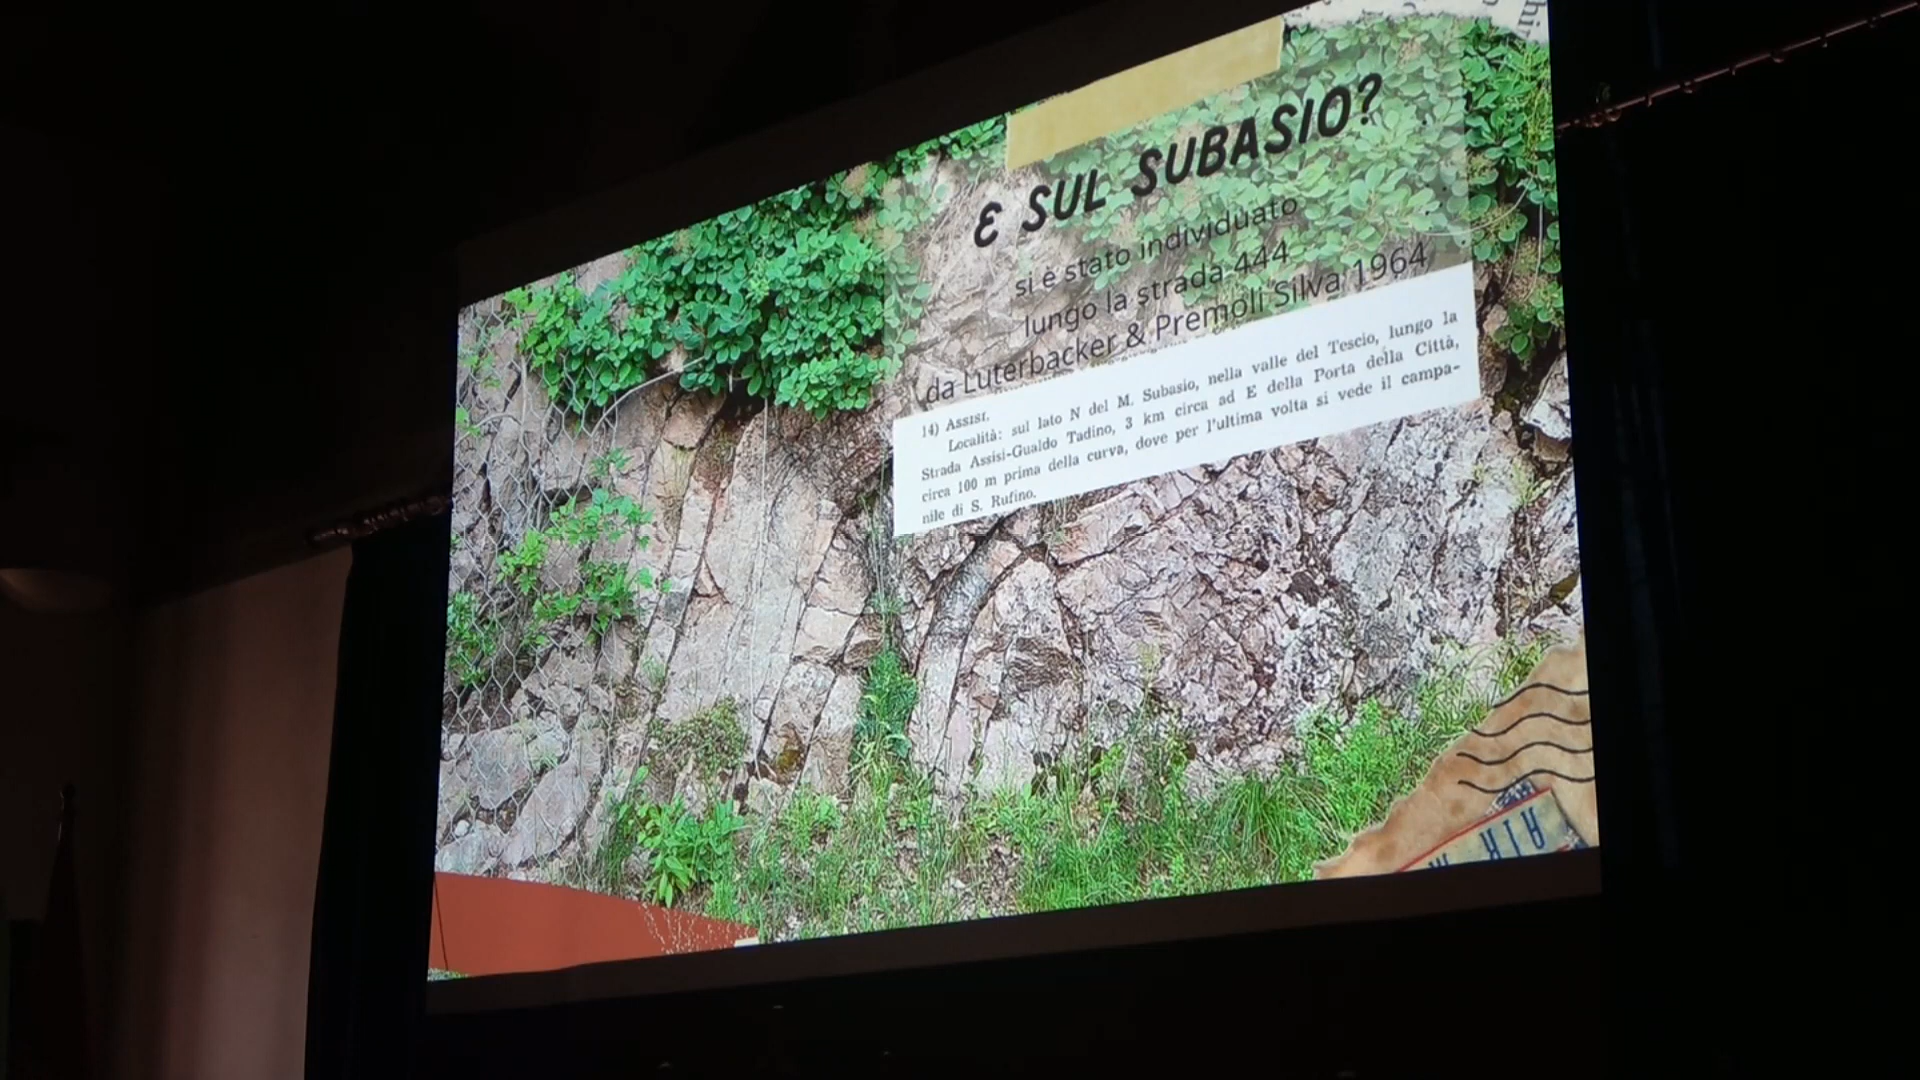 E SUL SUBASIO?
si è stato individuato
lungo la strada 444
da Luterbacker & Premoli Silva 1964
14) Assisi.
Località: sul lato N del M. Subasio, nella valle del Tescio, lungo la
Strada Assisi-Gualdo Tadino, 3 km circa ad E della Porta della Città,
circa 100 m prima della curva, dove per l'ultima volta si vede il campa-
nile di S. Rufino.
AIR